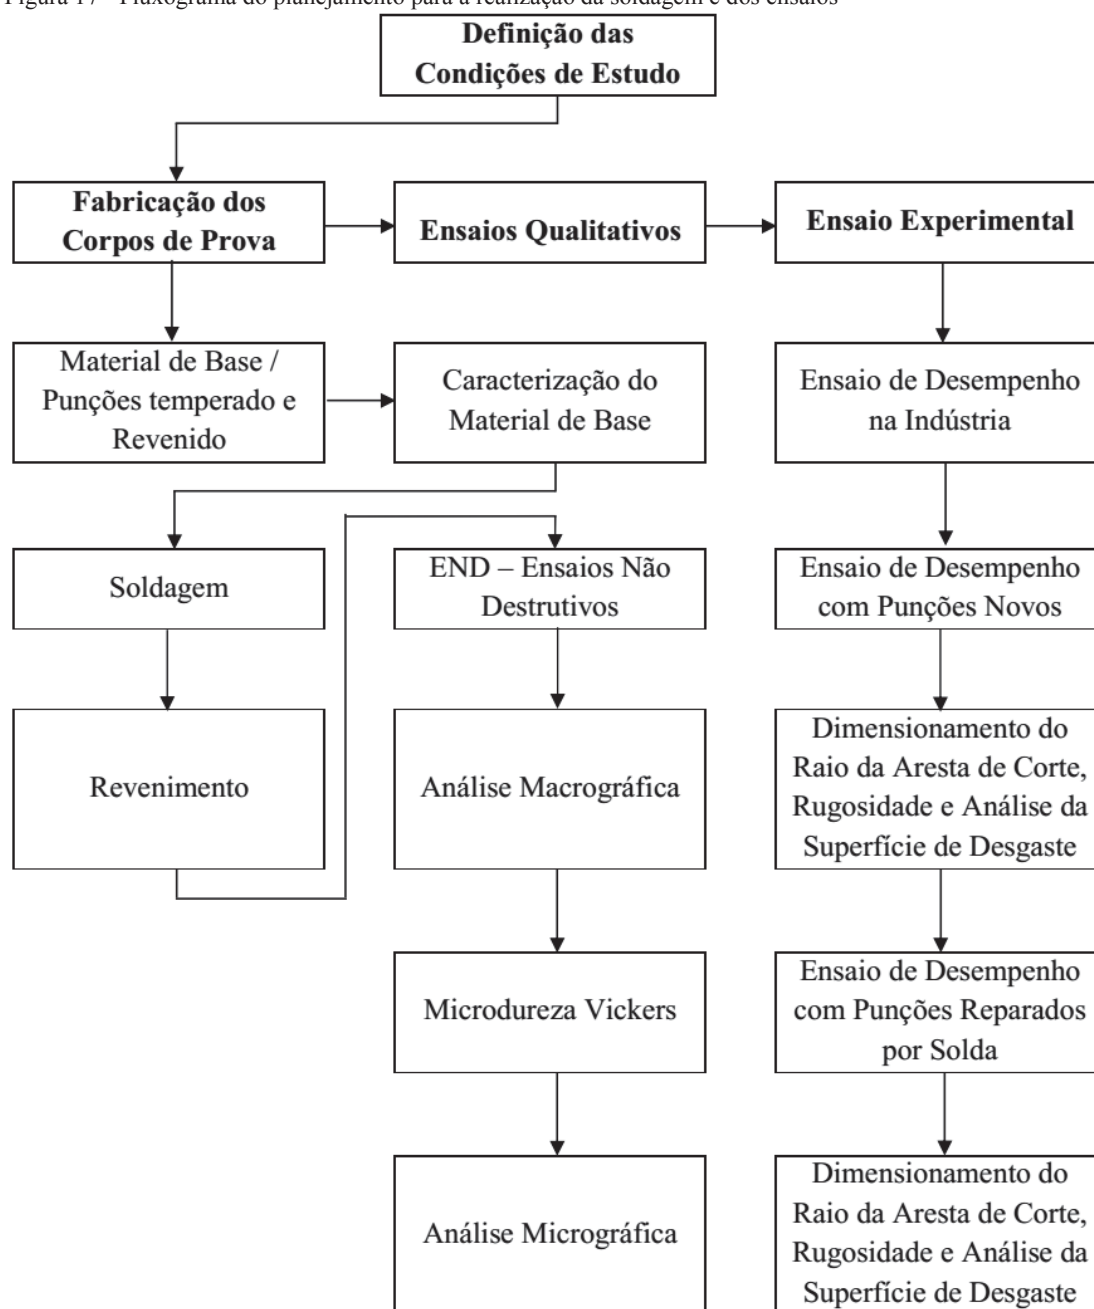 Figura 17 - Fluxograma do planejamento para a realização da soldagem e dos ensaios
Definição das
Condições de Estudo
Fabricação dos
Corpos de Prova
Ensaios Qualitativos
Ensaio Experimental
Material de Base /
Punções temperado e
Revenido
Caracterização do
Material de Base
Ensaio de Desempenho
na Indústria
Soldagem
END – Ensaios Não
Destrutivos
Ensaio de Desempenho
com Punções Novos
Revenimento
Análise Macrográfica
Dimensionamento do
Raio da Aresta de Corte,
Rugosidade e Análise da
Superfície de Desgaste
Microdureza Vickers
Ensaio de Desempenho
com Punções Reparados
por Solda
Análise Micrográfica
Dimensionamento do
Raio da Aresta de Corte,
Rugosidade e Análise da
Superfície de Desgaste